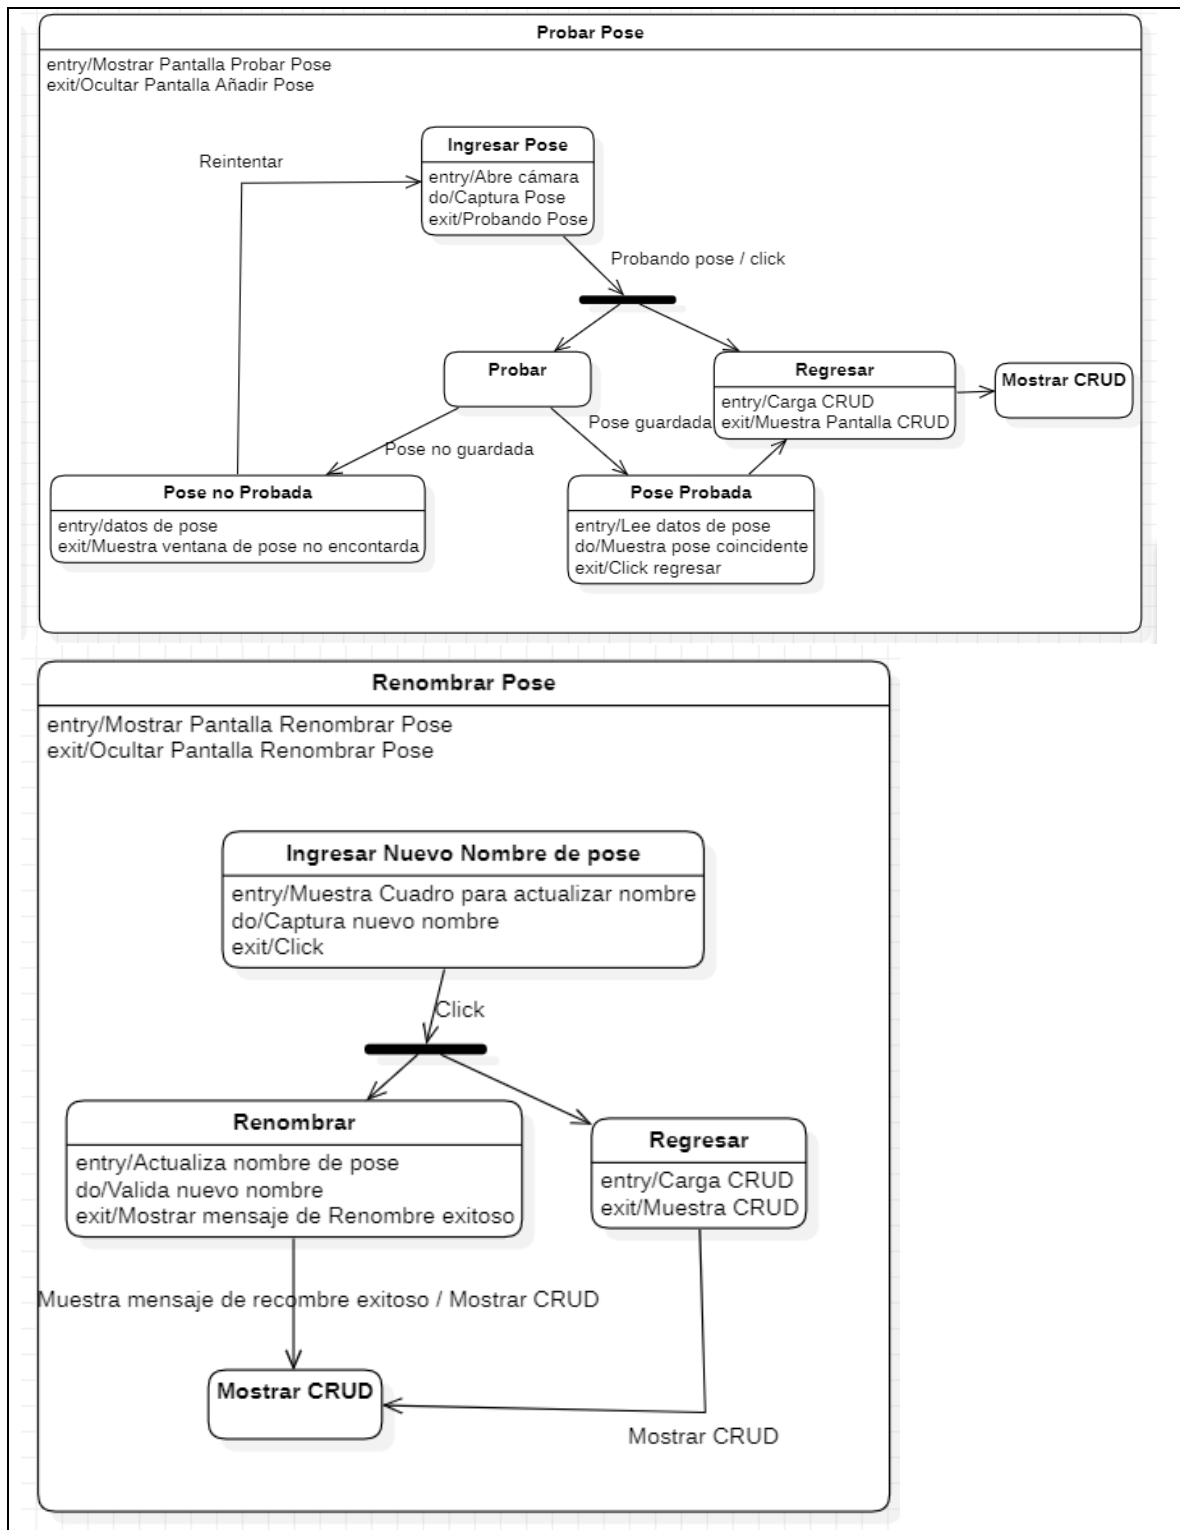 Probar Pose
entry/Mostrar Pantalla Probar Pose
exit/Ocultar Pantalla Añadir Pose
Ingresar Pose
entry/Abre cámara
do/Captura Pose
exit/Probando Pose
Reintentar
Probando pose / click
Probar
Regresar
entry/Carga CRUD
exit/Muestra Pantalla CRUD
Mostrar CRUD
Pose guardada
Pose no guardada
Pose no Probada
entry/datos de pose
exit/Muestra ventana de pose no encontarda
Pose Probada
entry/Lee datos de pose
do/Muestra pose coincidente
exit/Click regresar
Renombrar Pose
entry/Mostrar Pantalla Renombrar Pose
exit/Ocultar Pantalla Renombrar Pose
Ingresar Nuevo Nombre de pose
entry/Muestra Cuadro para actualizar nombre
do/Captura nuevo nombre
exit/Click
Click
Renombrar
entry/Actualiza nombre de pose
do/Valida nuevo nombre
exit/Mostrar mensaje de Renombre exitoso
Regresar
entry/Carga CRUD
exit/Muestra CRUD
Muestra mensaje de recombre exitoso / Mostrar CRUD
Mostrar CRUD
Mostrar CRUD